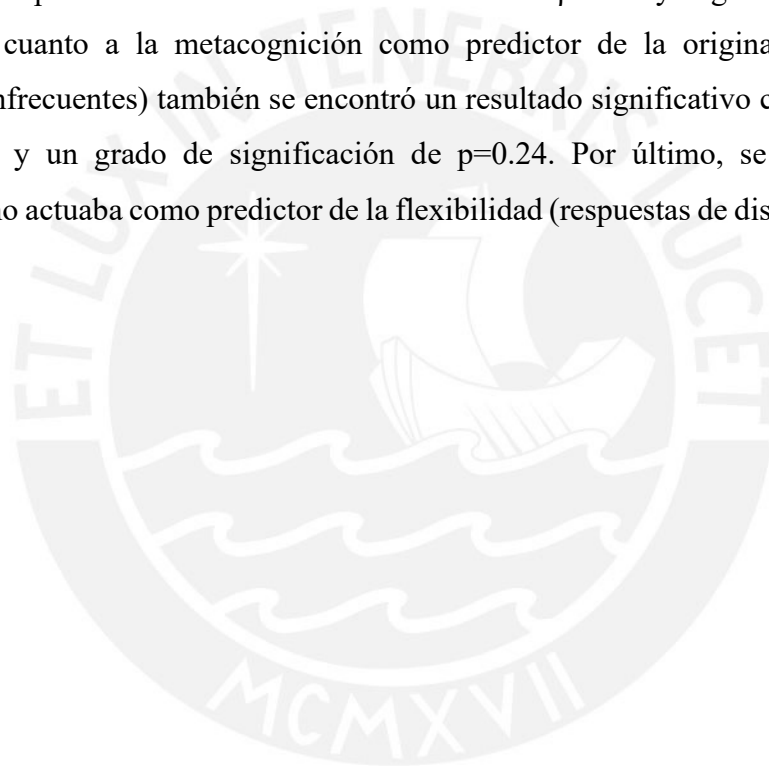 cuanto a la metacognición como predictor de la origina
nfrecuentes) también se encontró un resultado significativo
y un grado de significación de p=0.24. Por último, se
no actuaba como predictor de la flexibilidad (respuestas de dis
ET LUX IN TENEBRIS LUCET
MCMXVII